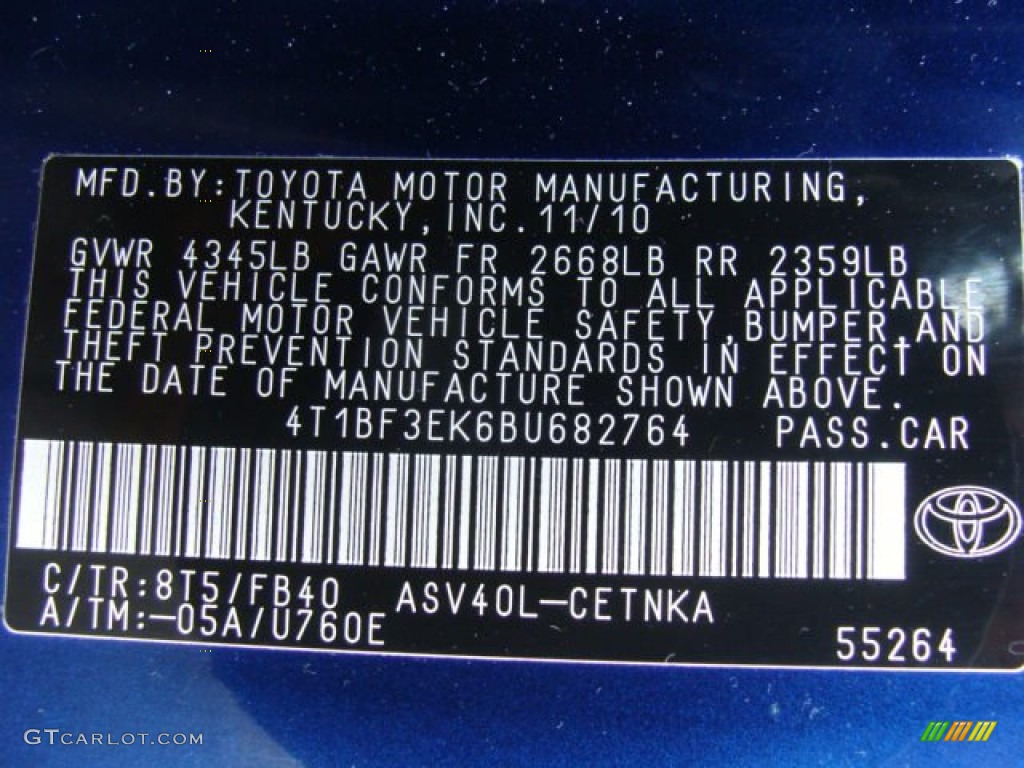 MFD.BY:TOYOTA MOTOR MANUFACTURING,
KENTUCKY,INC.11/10
GVWR 4345LB GAWR FR 2668LB RR 2359LB
THIS VEHICLE CONFORMS TO ALL APPLICABLE
FEDERAL MOTOR VEHICLE SAFETY,BUMPER,AND
THEFT PREVENTION STANDARDS IN EFFECT ON
THE DATE OF MANUFACTURE SHOWN ABOVE.
4T1BF3EK6BU682764 PASS.CAR
C/TR:8T5/FB40 ASV40L-CETNKA
A/TM:-05A/U760E
55264
GTCARLOT.COM